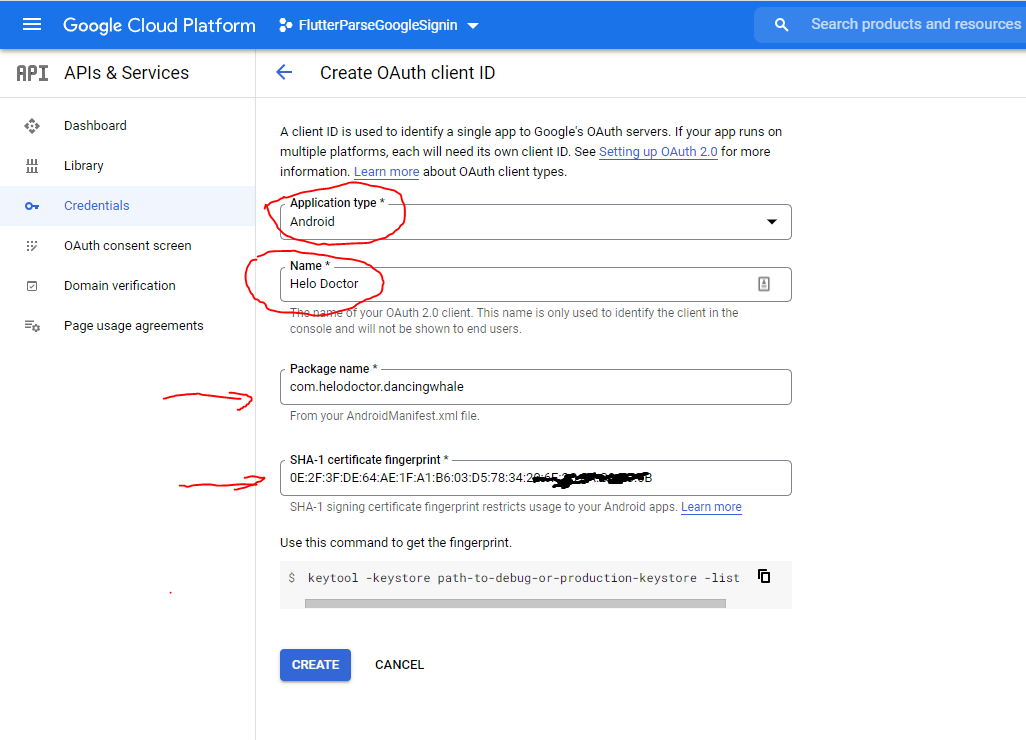 Google Cloud Platform
FlutterParseGoogleSignin
Search products and resources
API
APIs & Services
Create OAuth client ID
Dashboard
Library
Credentials
OAuth consent screen
Domain verification
Page usage agreements
A client ID is used to identify a single app to Google's OAuth servers. If your app runs on
multiple platforms, each will need its own client ID. See Setting up OAuth 2.0 for more
information. Learn more about OAuth client types.
Application type *
Android
Name *
Helo Doctor
The name of your OAuth 2.0 client. This name is only used to identify the client in the
console and will not be shown to end users.
Package name *
com.helodoctor.dancingwhale
From your AndroidManifest.xml file.
SHA-1 certificate fingerprint *
0E:2F:3F:DE:64:AE:1F:A1:B6:03:D5:78:34:
SHA-1 signing certificate fingerprint restricts usage to your Android apps. Learn more
Use this command to get the fingerprint.
$ keytool -keystore path-to-debug-or-production-keystore -list
CREATE
CANCEL